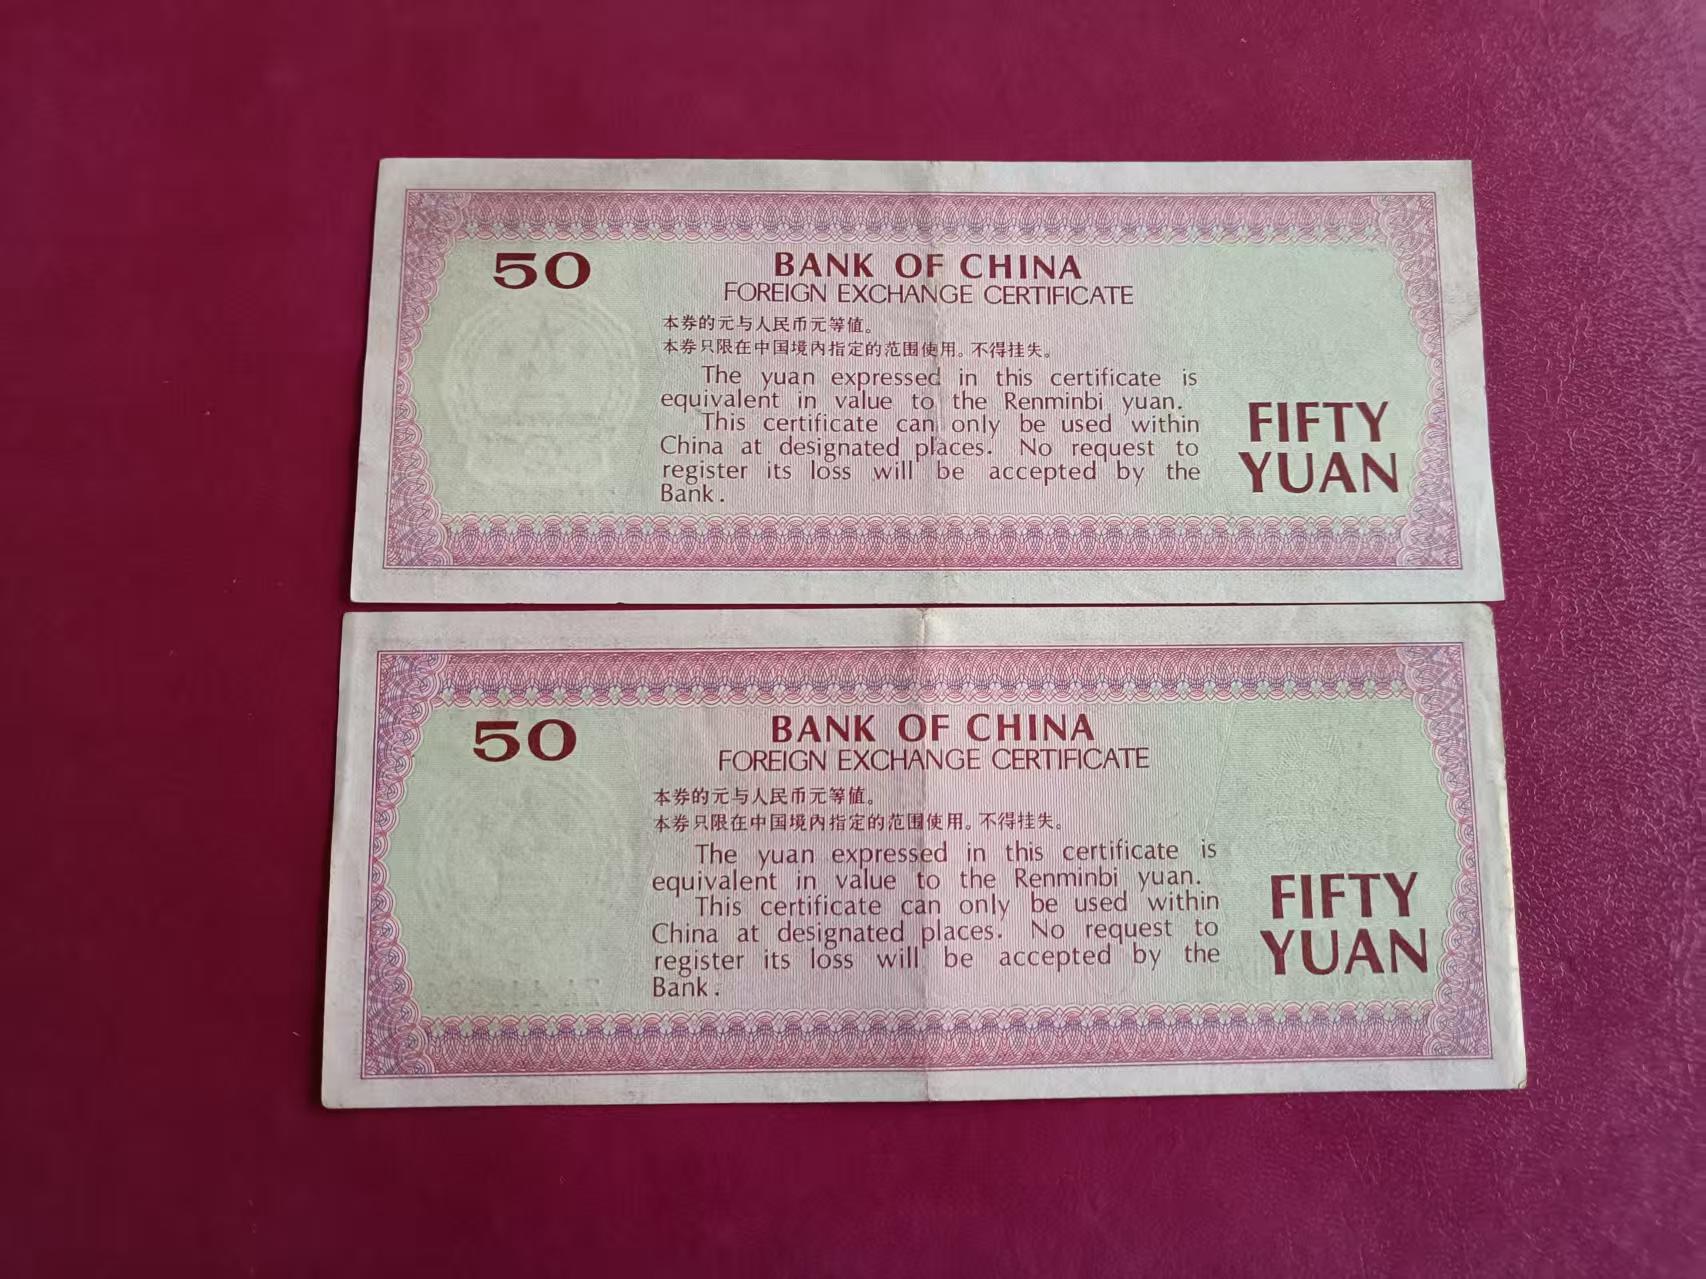 50
BANK OF CHINA
FOREIGN EXCHANGE CERTIFICATE
本券的元与人民币元等值。
本券只限在中国境内指定的范围使用。不得挂失。
The yuan expressed in this certificate is
equivalent in value to the Renminbi yuan.
This certificate can only be used within
China at designated places. No request to
register its loss will be accepted by the
Bank.
FIFTY
YUAN
50
BANK OF CHINA
FOREIGN EXCHANGE CERTIFICATE
本券的元与人民币元等值。
本券只限在中国境内指定的范围使用。不得挂失。
The yuan expressed in this certificate is
equivalent in value to the Renminbi yuan.
This certificate can only be used within
China at designated places. No request to
register its loss will be accepted by the
Bank.
FIFTY
YUAN